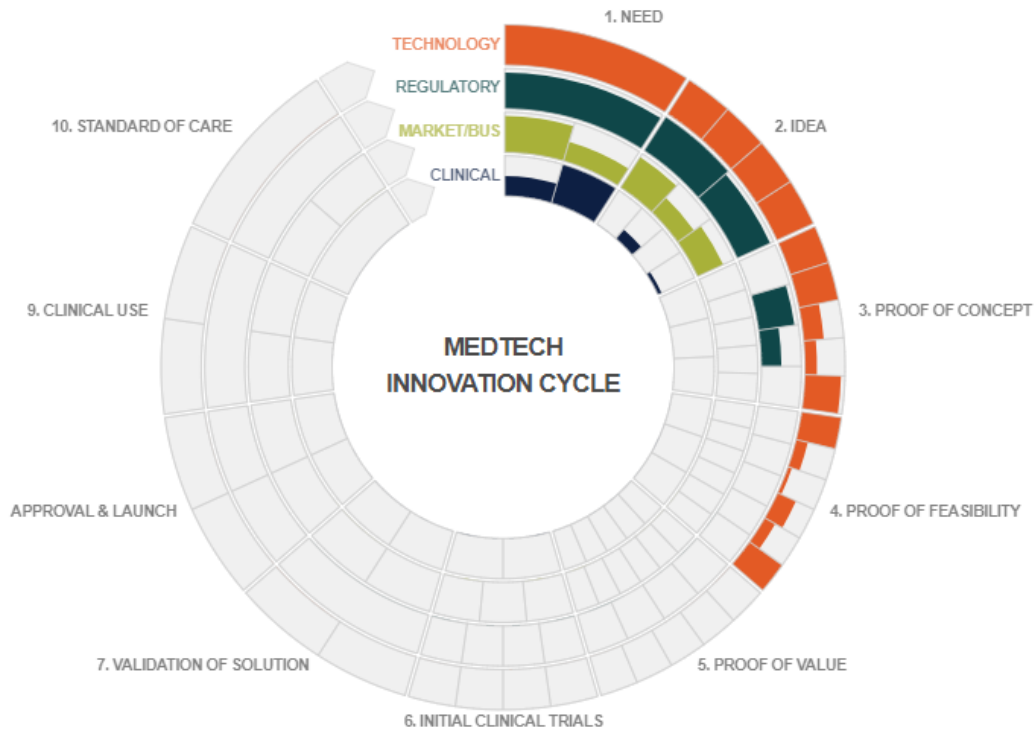 1. NEED
TECHNOLOGY
REGULATORY
MARKET/BUS
CLINICAL
10. STANDARD OF CARE
2. IDEA
9. CLINICAL USE
3. PROOF OF CONCEPT
MEDTECH
INNOVATION CYCLE
APPROVAL & LAUNCH
4. PROOF OF FEASIBILITY
7. VALIDATION OF SOLUTION
5. PROOF OF VALUE
6. INITIAL CLINICAL TRIALS